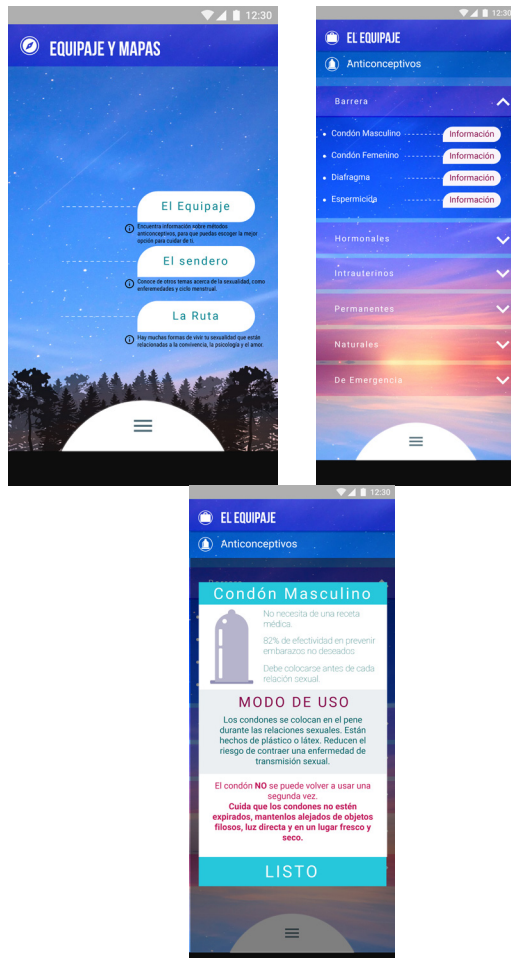 12:30
EQUIPAJE Y MAPAS
El Equipaje
Encuentra información sobre métodos
anticonceptivos, para que puedas escoger la mejor
opción para cuidar de ti.
El sendero
Conoce de otros temas acerca de la sexualidad, como
enfermedades y ciclo menstrual.
La Ruta
Hay muchas formas de vivir tu sexualidad que están
relacionadas a la convivencia, la psicología y el amor.
12:30
EL EQUIPAJE
Anticonceptivos
Barrera
Condón Masculino Información
Condón Femenino Información
Diafragma Información
Espermicida Información
Hormonales
Intrauterinos
Permanentes
Naturales
De Emergencia
12:30
EL EQUIPAJE
Anticonceptivos
Barrera
Condón Masculino
No necesita de una receta
médica.
82% de efectividad en prevenir
embarazos no deseados
Debe colocarse antes de cada
relación sexual.
MODO DE USO
Los condones se colocan en el pene
durante las relaciones sexuales. Están
hechos de plástico o látex. Reducen el
riesgo de contraer una enfermedad de
transmisión sexual.
El condón NO se puede volver a usar una
segunda vez.
Cuida que los condones no estén
expirados, mantenlos alejados de objetos
filosos, luz directa y en un lugar fresco y
seco.
LISTO